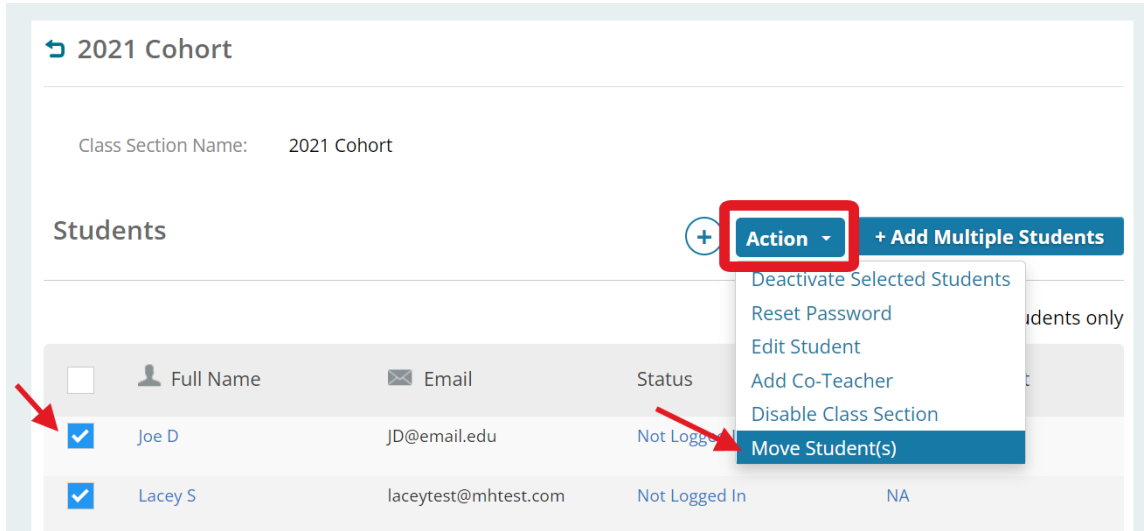 2021 Cohort
Class Section Name: 2021 Cohort
Students + Action + Add Multiple Students
Deactivate Selected Students
Reset Password
Edit Student
Add Co-Teacher
Disable Class Section
Move Student(s)
only
Full Name Email Status
Joe D JD@email.edu Not Logged
Lacey S laceytest@mhtest.com Not Logged In NA